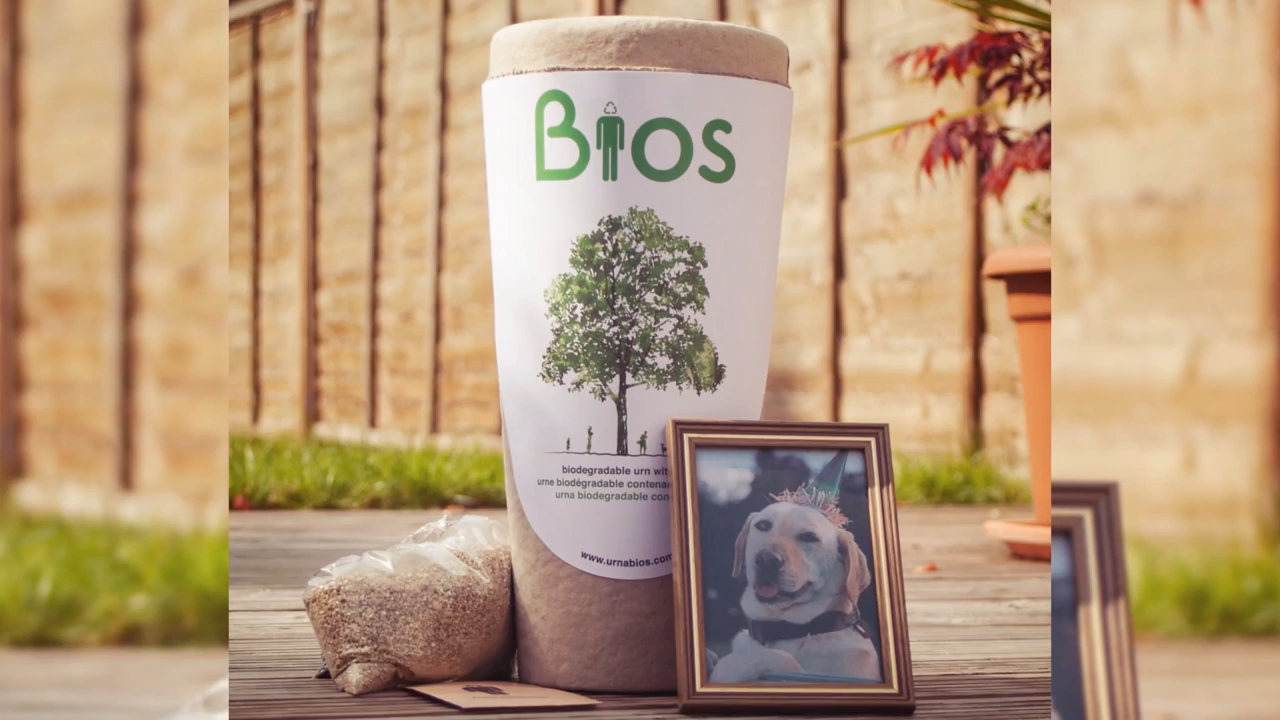 Bios
biodegradable urn wit
urne biodégradable contena
urna biodegradable con
www.urnabios.com